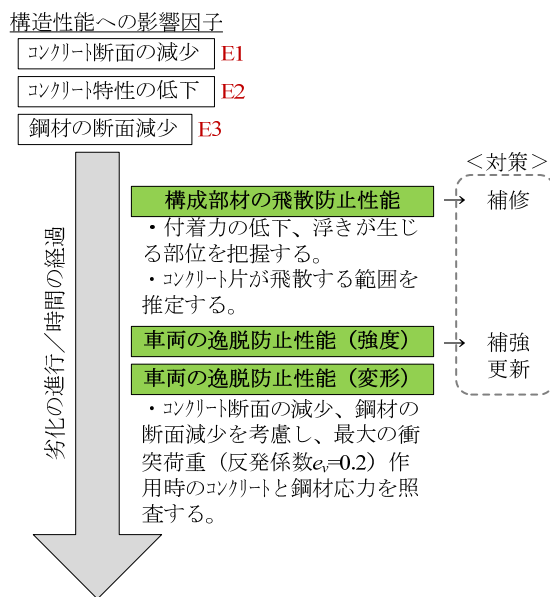 構造性能への影響因子
コンクリート断面の減少 E1
コンクリート特性の低下 E2
鋼材の断面減少 E3
<対策>
構成部材の飛散防止性能
補修
・付着力の低下、浮きが生じ
る部位を把握する。
・コンクリート片が飛散する範囲を
推定する。
車両の逸脱防止性能(強度)
補強
車両の逸脱防止性能(変形)
更新
・コンクリート断面の減少、鋼材の
断面減少を考慮し、最大の衝
突荷重(反発係数er=0.2)作
用時のコンクリートと鋼材応力を照
査する。
劣化の進行/時間の経過